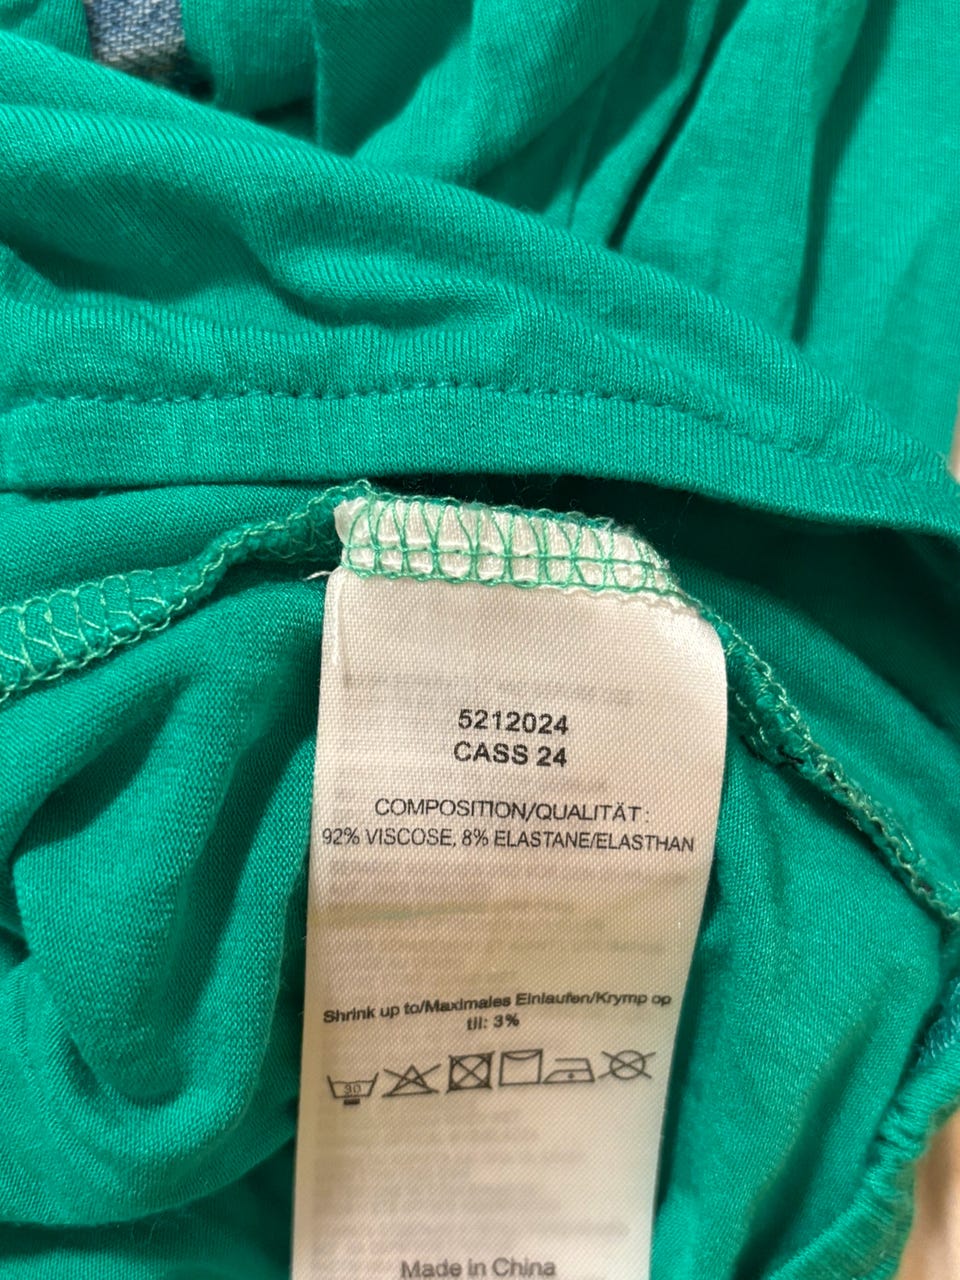 5212024
CASS 24
COMPOSITION/QUALITÄT :
92% VISCOSE, 8% ELASTANE/ELASTHAN
Shrink up to/Maximales Einlaufen/Krymp op
til: 3%
30
Made in China